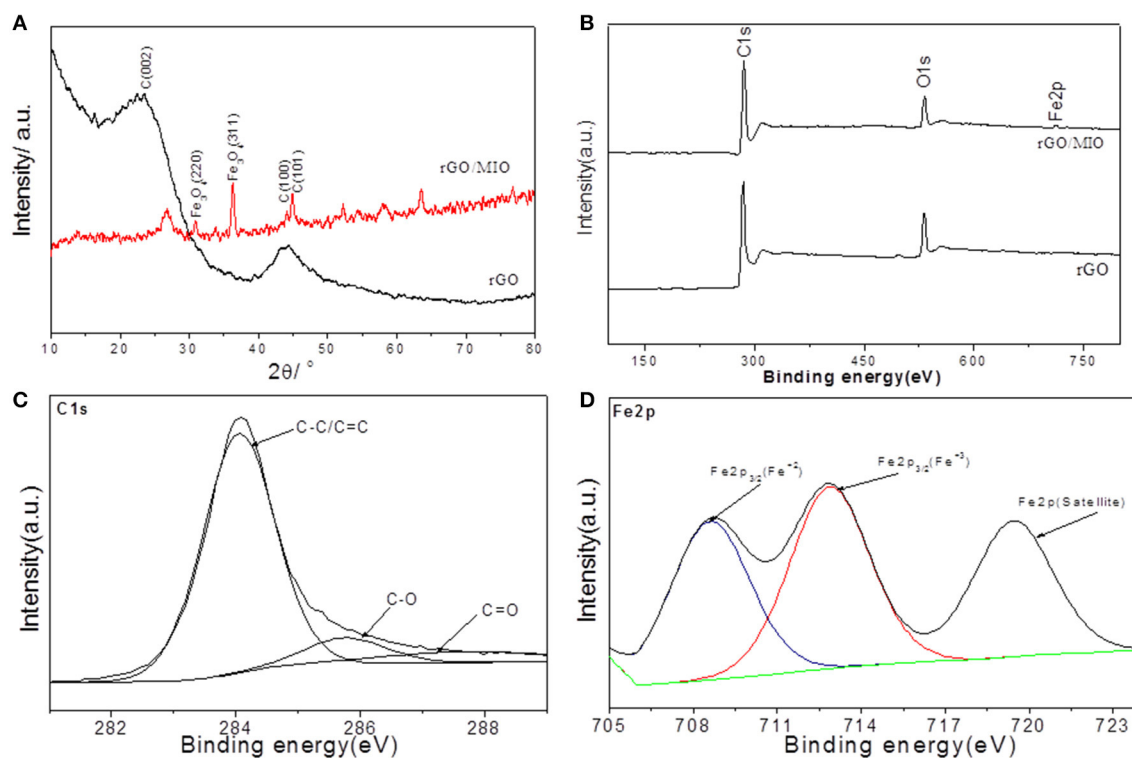 A
Intensity/ a.u.
C(002)
Fe3O4(220)
Fe3O4(311)
C(100)
C(101)
rGO/MIO
rGO
10 20 30 40 50 60 70 80
2θ/ °
B
Intensity(a.u.)
C1s
O1s
Fe2p
rGO/MIO
rGO
150 300 450 600 750
Binding energy(eV)
C
C1s
Intensity(a.u.)
C-C/C=C
C-O
C=O
282 284 286 288
Binding energy(eV)
D
Fe2p
Intensity(a.u.)
Fe2p3/2(Fe+2)
Fe2p3/2(Fe+3)
Fe2p(Satellite)
705 708 711 714 717 720 723
Binding energy(eV)